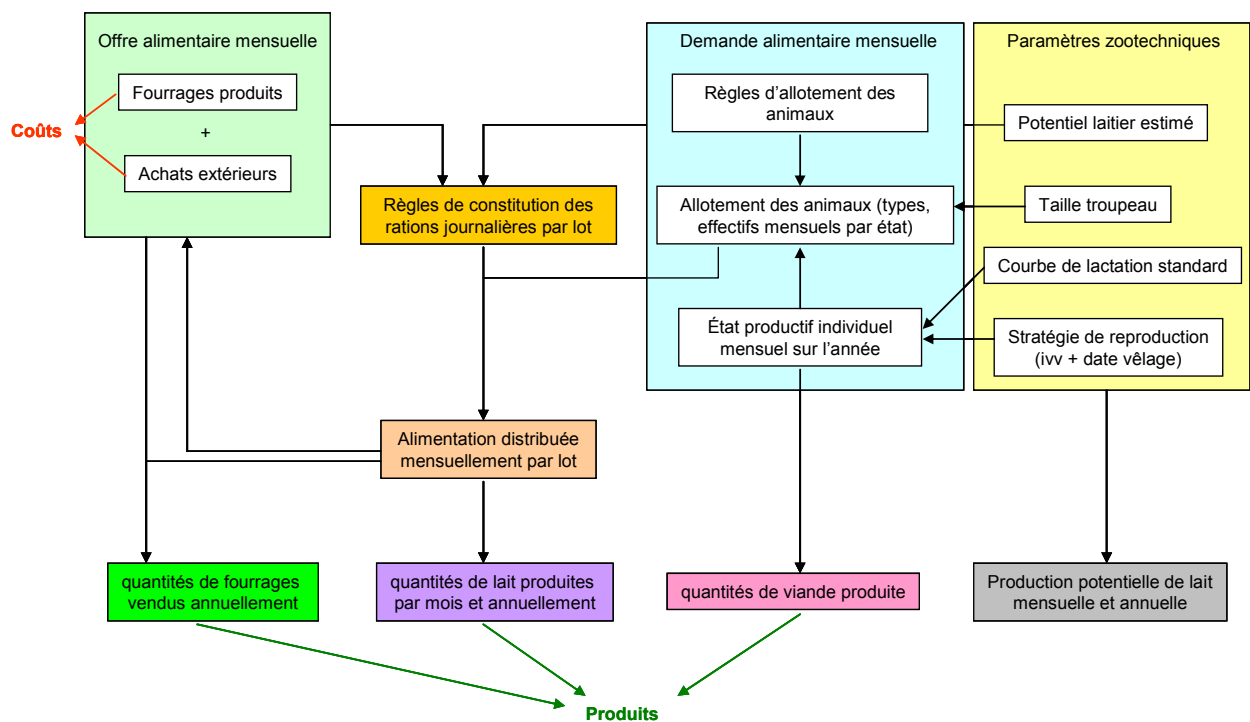 Offre alimentaire mensuelle
Fourrages produits
+
Achats extérieurs
Coûts
Demande alimentaire mensuelle
Règles d'allotement des
animaux
Allotement des animaux (types,
effectifs mensuels par état)
État productif individuel
mensuel sur l'année
Paramètres zootechniques
Potentiel laitier estimé
Taille troupeau
Courbe de lactation standard
Stratégie de reproduction
(ivv + date vêlage)
Règles de constitution des
rations journalières par lot
Alimentation distribuée
mensuellement par lot
quantités de fourrages
vendus annuellement
quantités de lait produites
par mois et annuellement
quantités de viande produite
Production potentielle de lait
mensuelle et annuelle
Produits